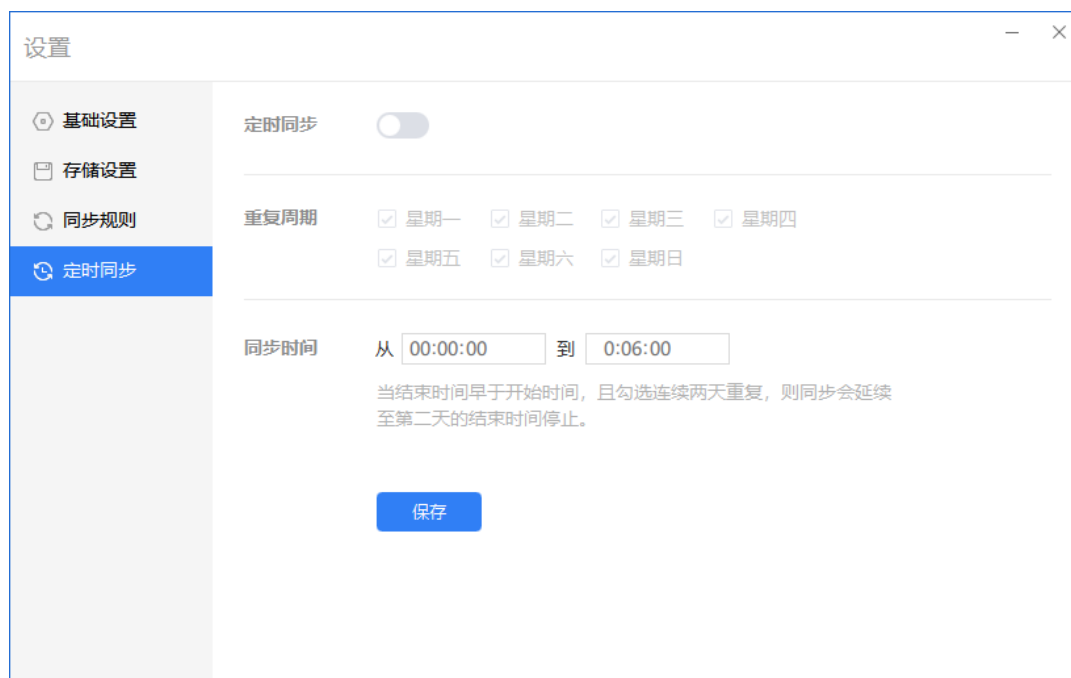 设置
基础设置
存储设置
同步规则
定时同步
定时同步
重复周期 星期一 星期二 星期三 星期四
星期五 星期六 星期日
同步时间 从 00:00:00 到 0:06:00
当结束时间早于开始时间，且勾选连续两天重复，则同步会延续
至第二天的结束时间停止。
保存